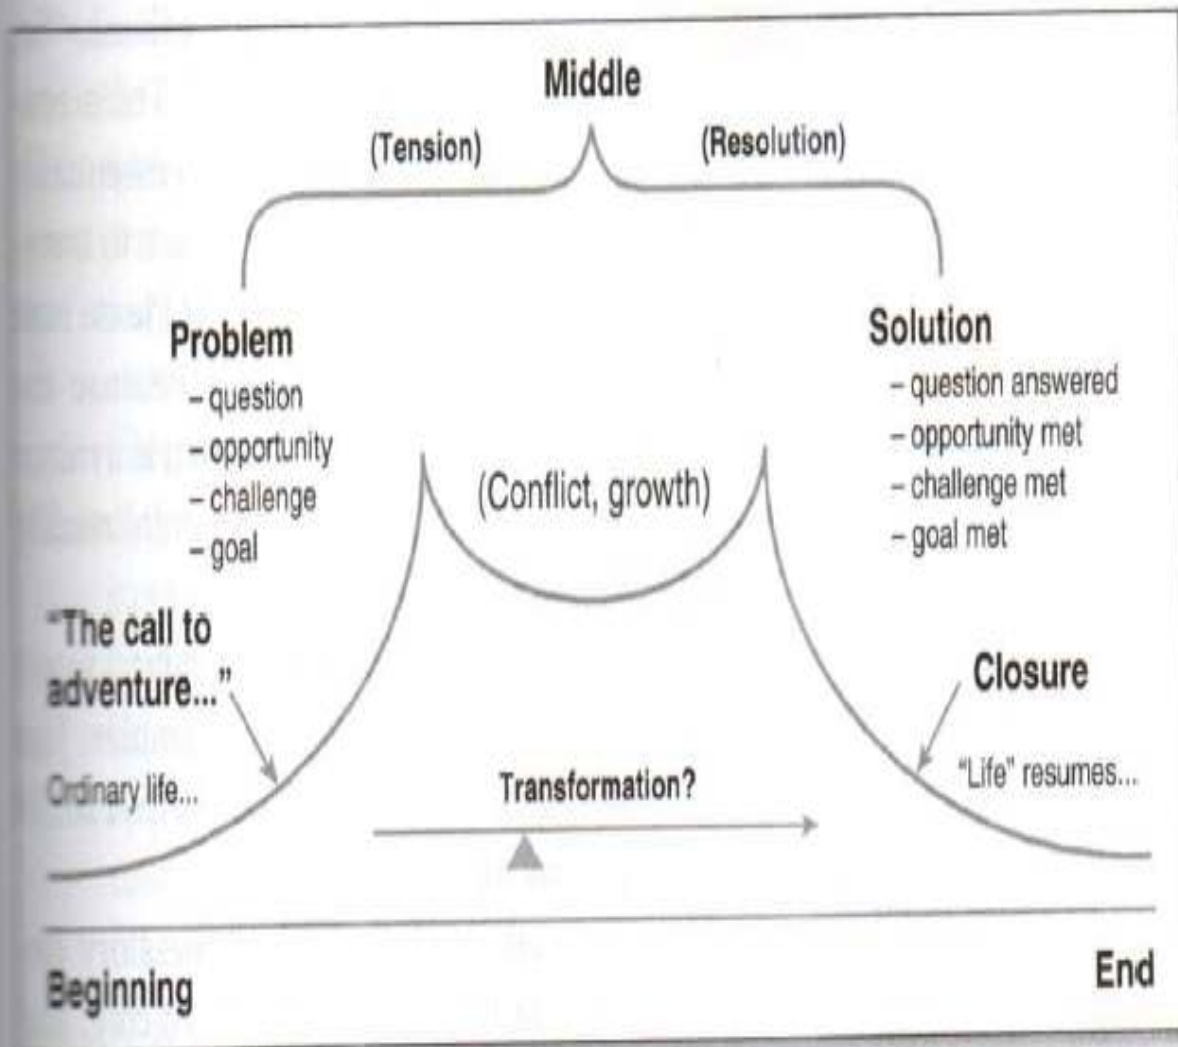 Middle
(Tension)
(Resolution)
Problem
– question
– opportunity
– challenge
– goal
Solution
– question answered
– opportunity met
– challenge met
– goal met
(Conflict, growth)
"The call to
adventure..."
Ordinary life...
Transformation?
Closure
"Life" resumes...
Beginning
End